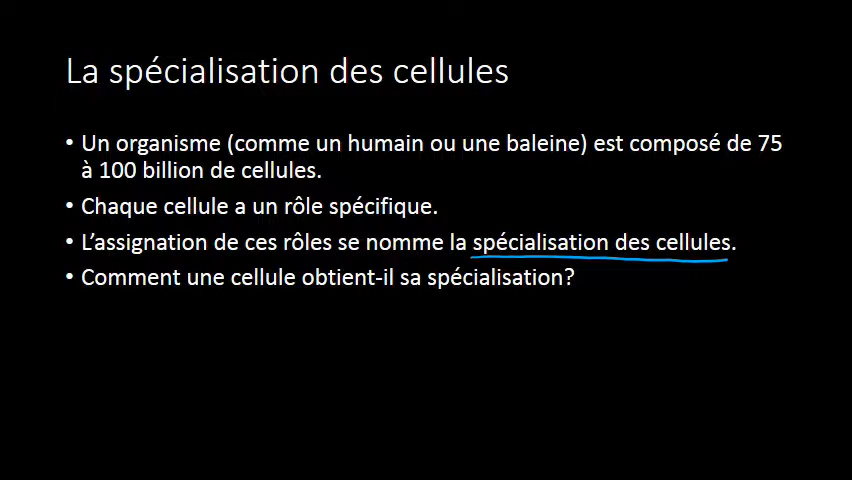 La spécialisation des cellules
• Un organisme (comme un humain ou une baleine) est composé de 75
à 100 billion de cellules.
• Chaque cellule a un rôle spécifique.
• L’assignation de ces rôles se nomme la spécialisation des cellules.
• Comment une cellule obtient-il sa spécialisation?